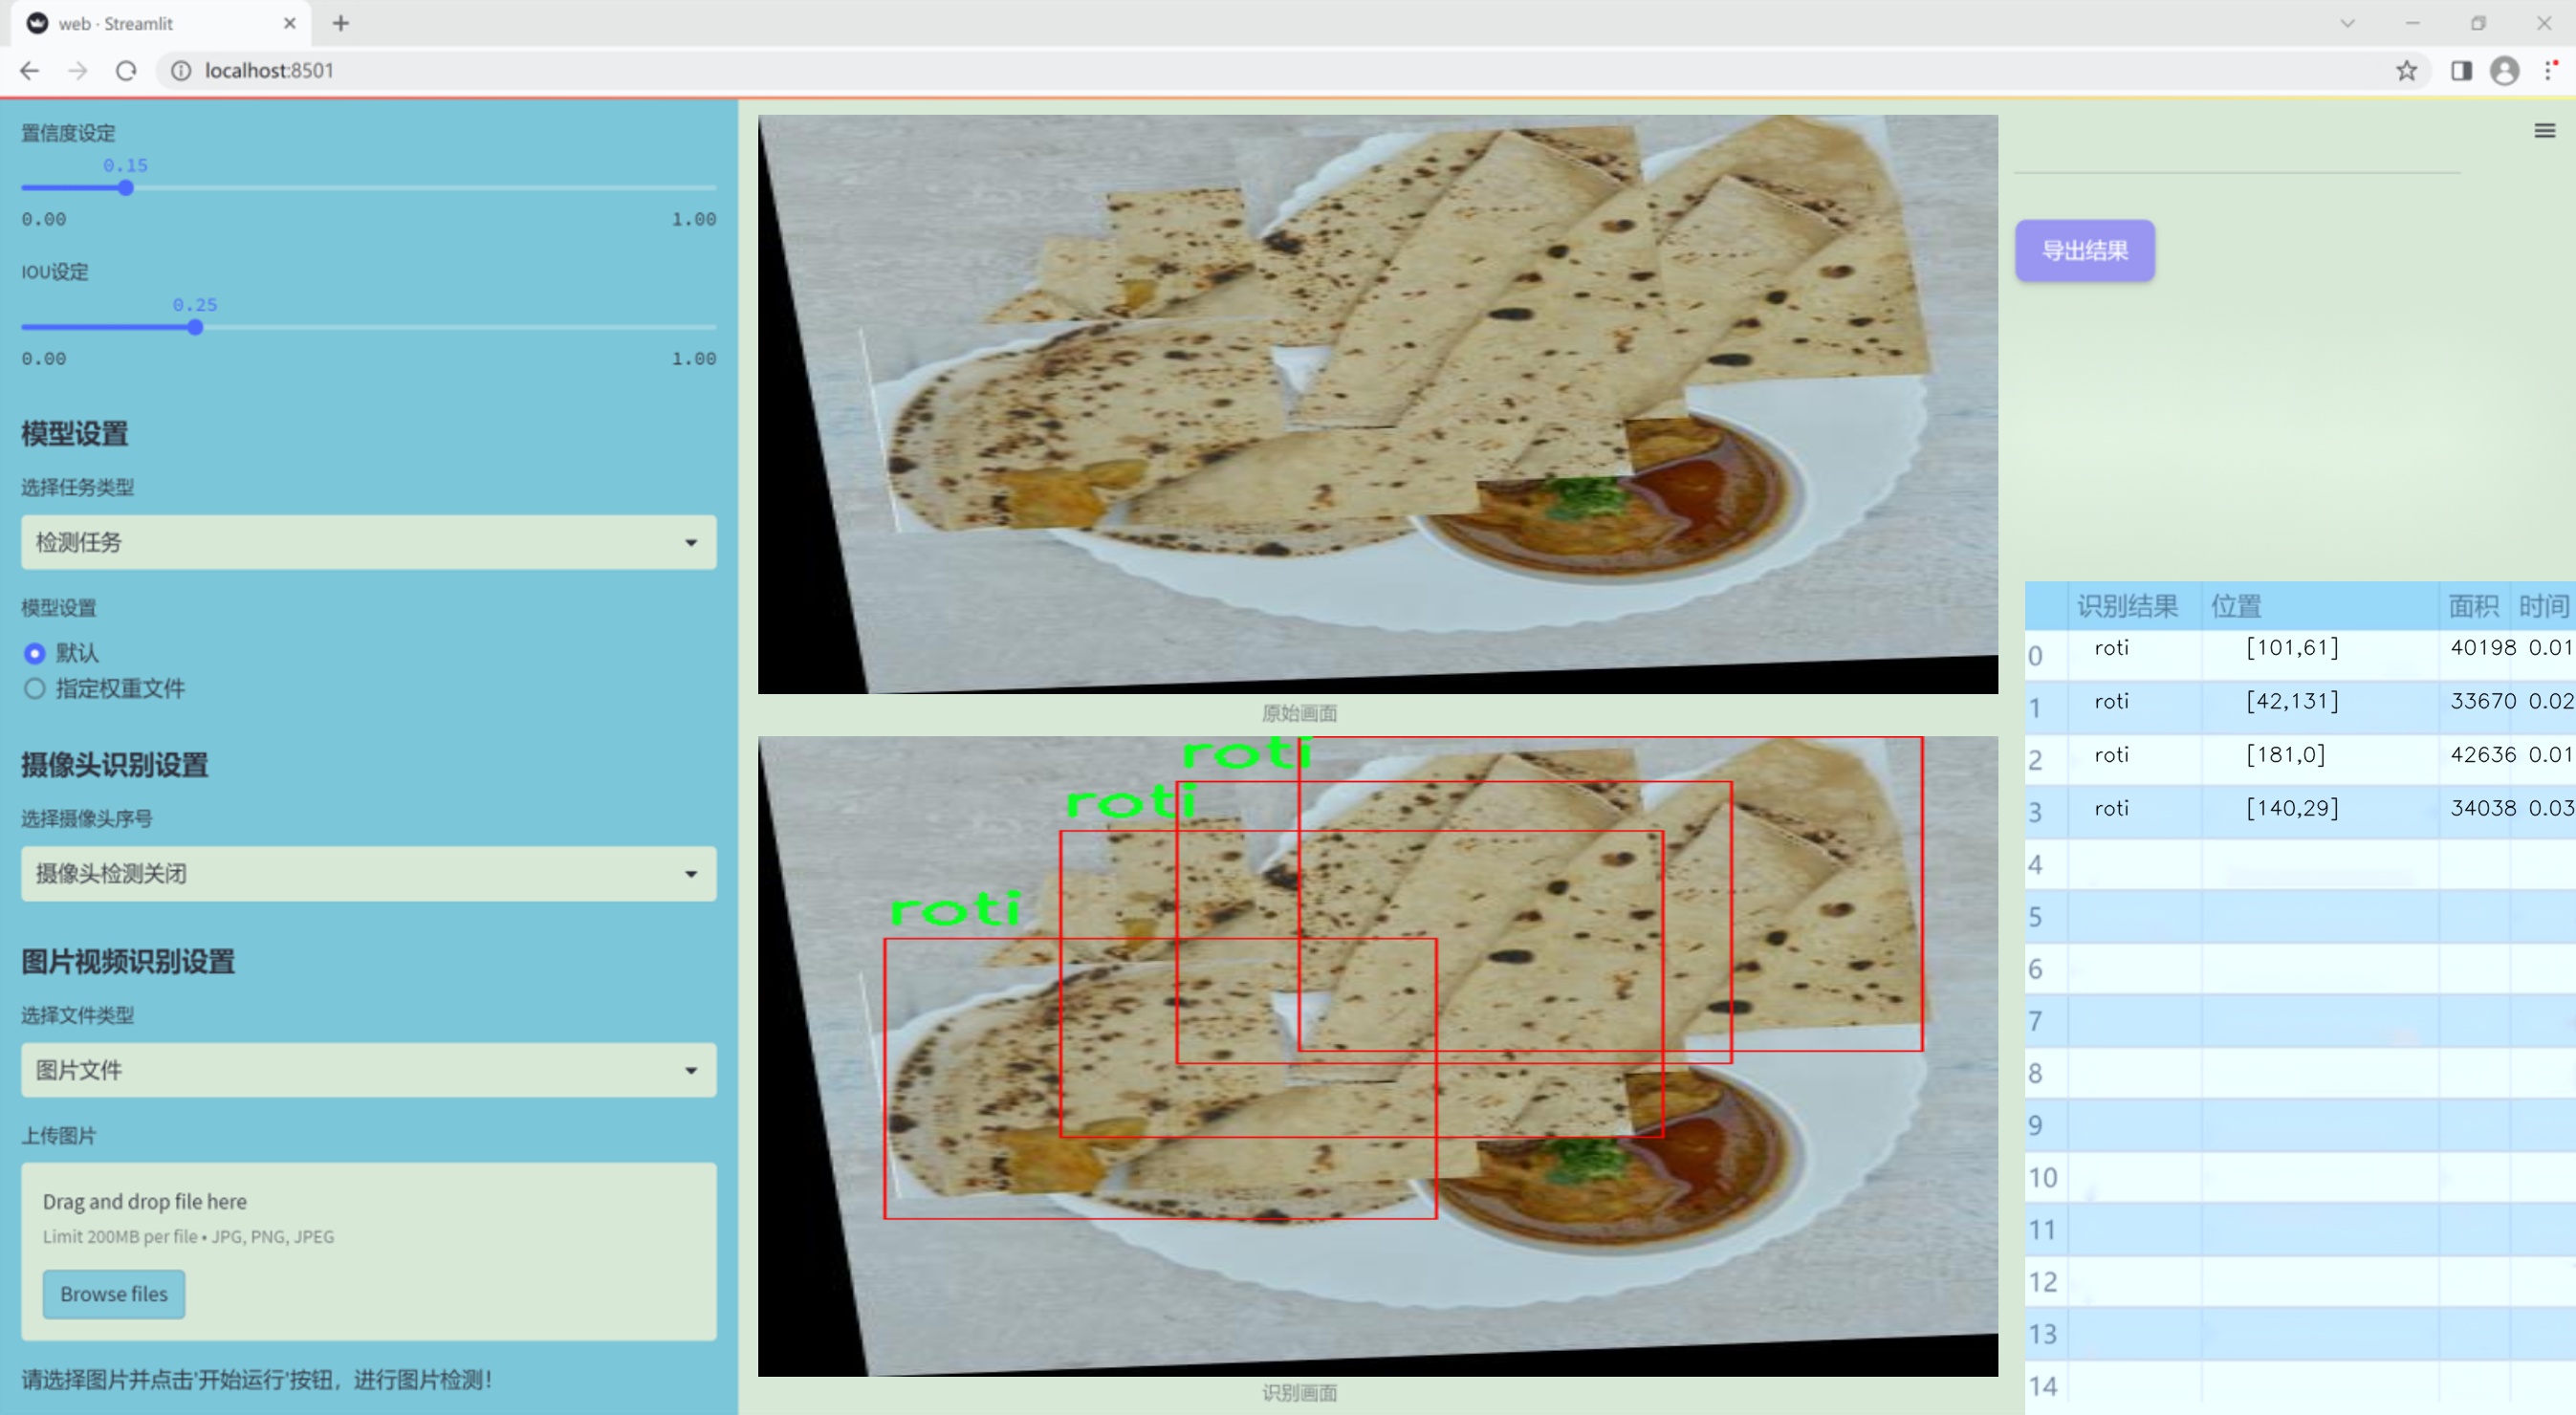 web · Streamlit
localhost:8501
置信度设定
0.15
0.00 1.00
IOU设定
0.25
0.00 1.00
模型设置
选择任务类型
检测任务
模型设置
默认
指定权重文件
摄像头识别设置
选择摄像头序号
摄像头检测关闭
图片视频识别设置
选择文件类型
图片文件
上传图片
Drag and drop file here
Limit 200MB per file • JPG, PNG, JPEG
Browse files
请选择图片并点击'开始运行'按钮，进行图片检测！
原始画面
roti
roti
roti
识别画面
导出结果
识别结果 位置 面积 时间
0 roti [101,61] 40198 0.01
1 roti [42,131] 33670 0.02
2 roti [181,0] 42636 0.01
3 roti [140,29] 34038 0.03
4
5
6
7
8
9
10
11
12
13
14